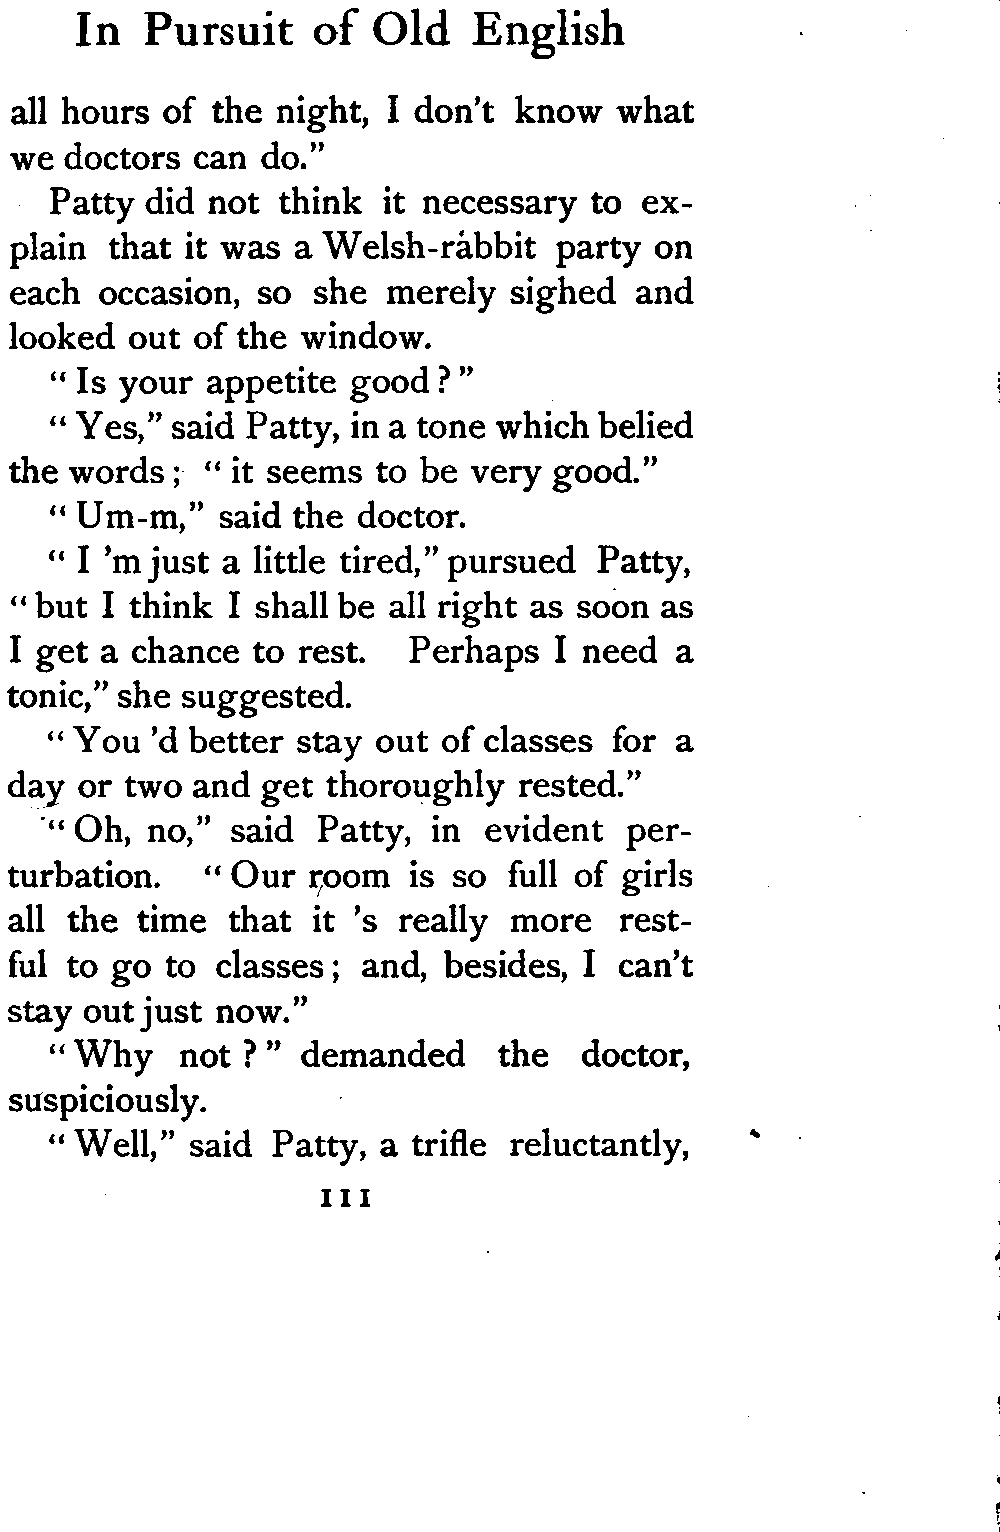 In Pursuit of Old English
all hours of the night, I don't know what
we doctors can do."
Patty did not think it necessary to ex-
plain that it was a Welsh-rabbit party on
each occasion, so she merely sighed and
looked out of the window.
"Is your appetite good?"
"Yes," said Patty, in a tone which belied
the words; "it seems to be very good."
"Um-m," said the doctor.
"I 'm just a little tired," pursued Patty,
"but I think I shall be all right as soon as
I get a chance to rest. Perhaps I need a
tonic," she suggested.
"You 'd better stay out of classes for a
day or two and get thoroughly rested."
"Oh, no," said Patty, in evident per-
turbation. "Our room is so full of girls
all the time that it 's really more rest-
ful to go to classes; and, besides, I can't
stay out just now."
"Why not?" demanded the doctor,
suspiciously.
"Well," said Patty, a trifle reluctantly,
111